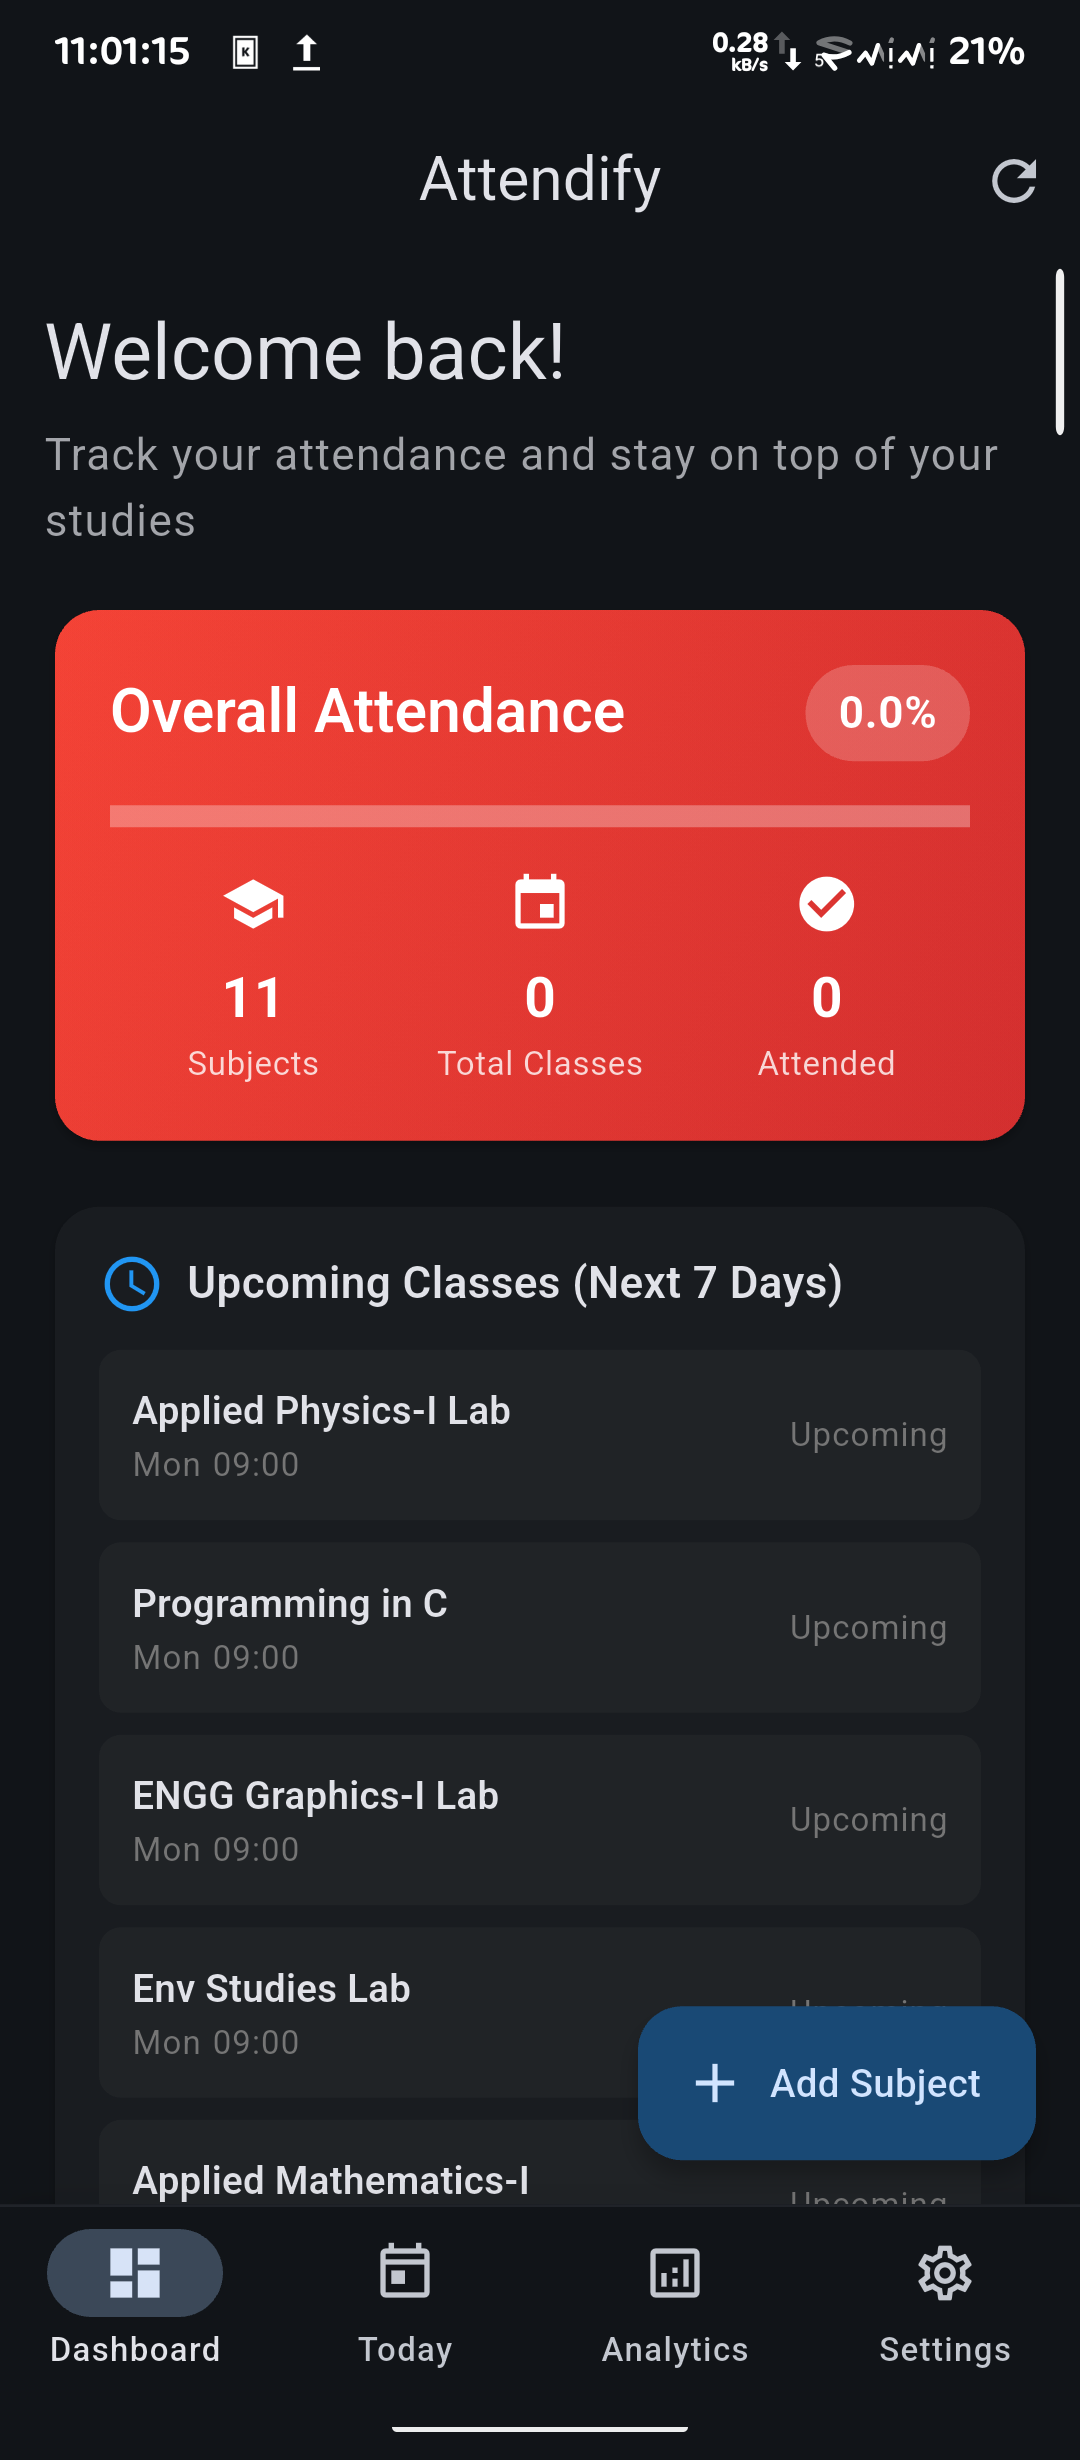 11:01:15
K
0.28
kB/s
5
21%
Attendify
Welcome back!
Track your attendance and stay on top of your
studies
Overall Attendance
0.0%
11
0
0
Subjects
Total Classes
Attended
Upcoming Classes (Next 7 Days)
Applied Physics-I Lab
Mon 09:00
Upcoming
Programming in C
Mon 09:00
Upcoming
ENGG Graphics-I Lab
Mon 09:00
Upcoming
Env Studies Lab
Mon 09:00
Add Subject
Applied Mathematics-I
Upcoming
Dashboard
Today
Analytics
Settings